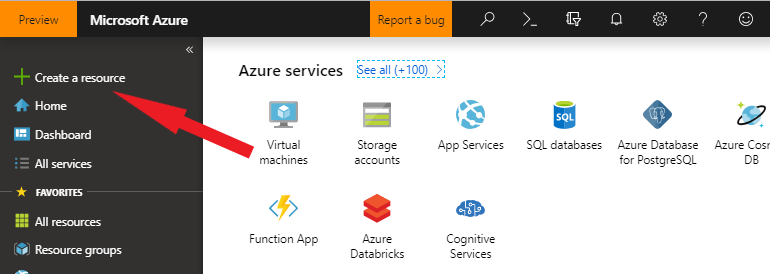 Preview
Microsoft Azure
Report a bug
«
Create a resource
Home
Dashboard
All services
FAVORITES
All resources
Resource groups
Azure services
See all (+100)
Virtual
machines
Storage
accounts
App Services
SQL
SQL databases
Azure Database
for PostgreSQL
Azure Cosm
DB
Function App
Azure
Databricks
Cognitive
Services